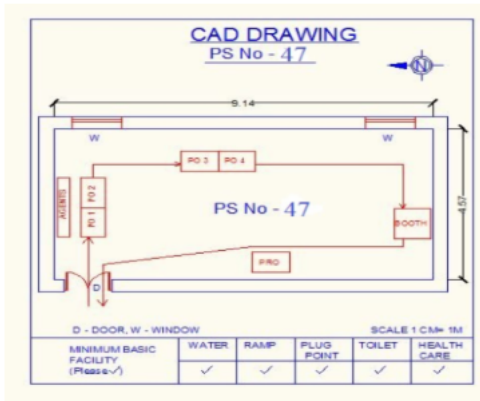 CAD DRAWING
PS No - 47
N
9.14
W
W
PO 3
PO 4
AGENTS
PO 2
PO 1
PS No - 47
BOOTH
4.57
PRO
D
D - DOOR, W - WINDOW
SCALE 1 CM= 1M
MINIMUM BASIC FACILITY (Please✓)
WATER
RAMP
PLUG POINT
TOILET
HEALTH CARE
✓ ✓ ✓ ✓ ✓